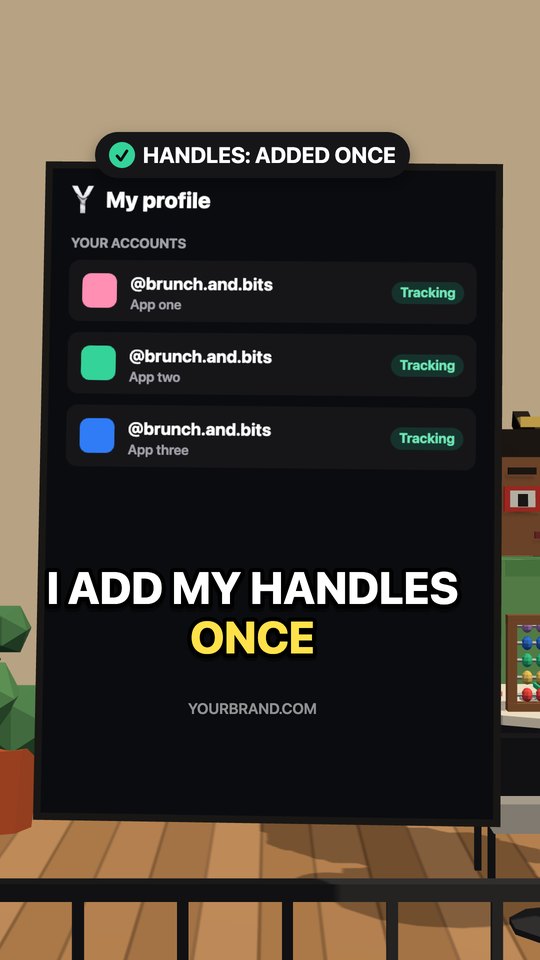 HANDLES: ADDED ONCE
My profile
YOUR ACCOUNTS
@brunch.and.bits
Tracking
App one
@brunch.and.bits
Tracking
App two
@brunch.and.bits
Tracking
App three
I ADD MY HANDLES
ONCE
YOURBRAND.COM